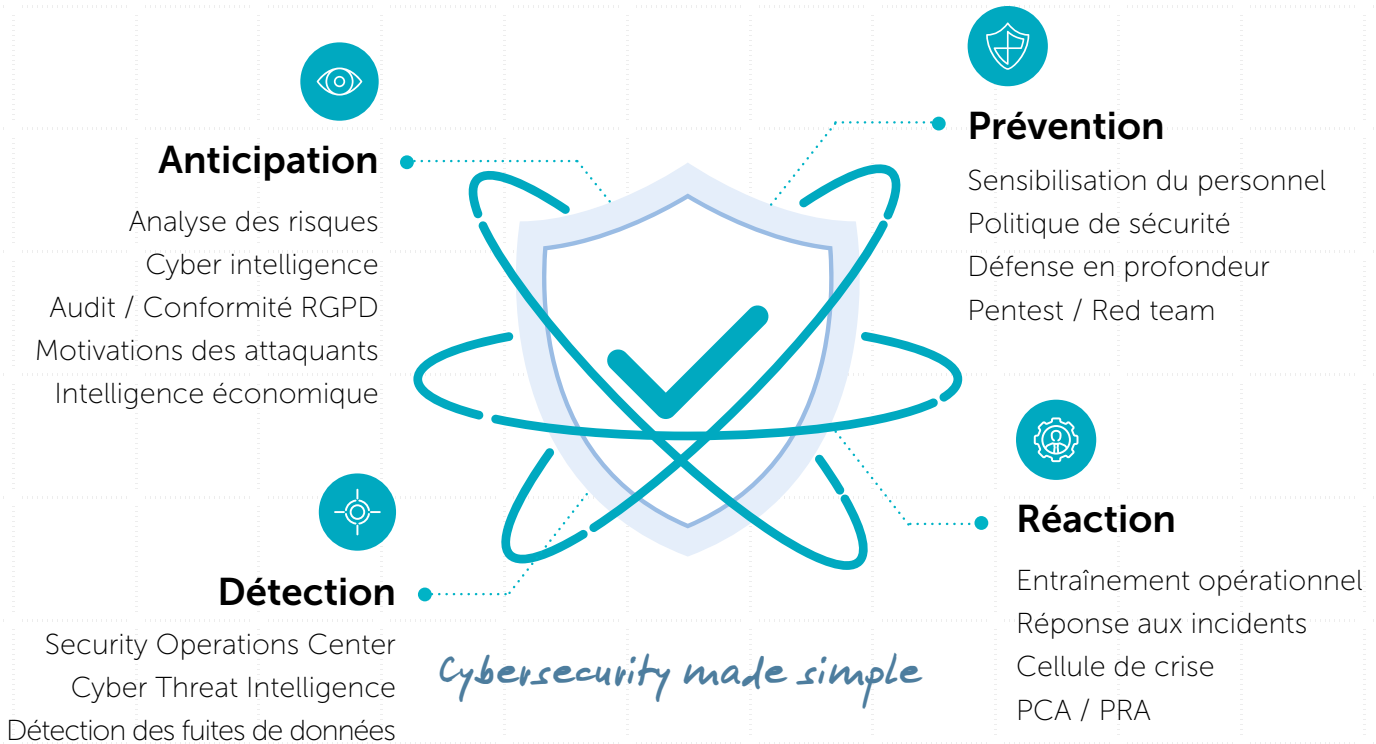 Anticipation
Analyse des risques
Cyber intelligence
Audit / Conformité RGPD
Motivations des attaquants
Intelligence économique
Prévention
Sensibilisation du personnel
Politique de sécurité
Défense en profondeur
Pentest / Red team
Détection
Security Operations Center
Cyber Threat Intelligence
Détection des fuites de données
Réaction
Entraînement opérationnel
Réponse aux incidents
Cellule de crise
PCA / PRA
Cybersecurity made simple